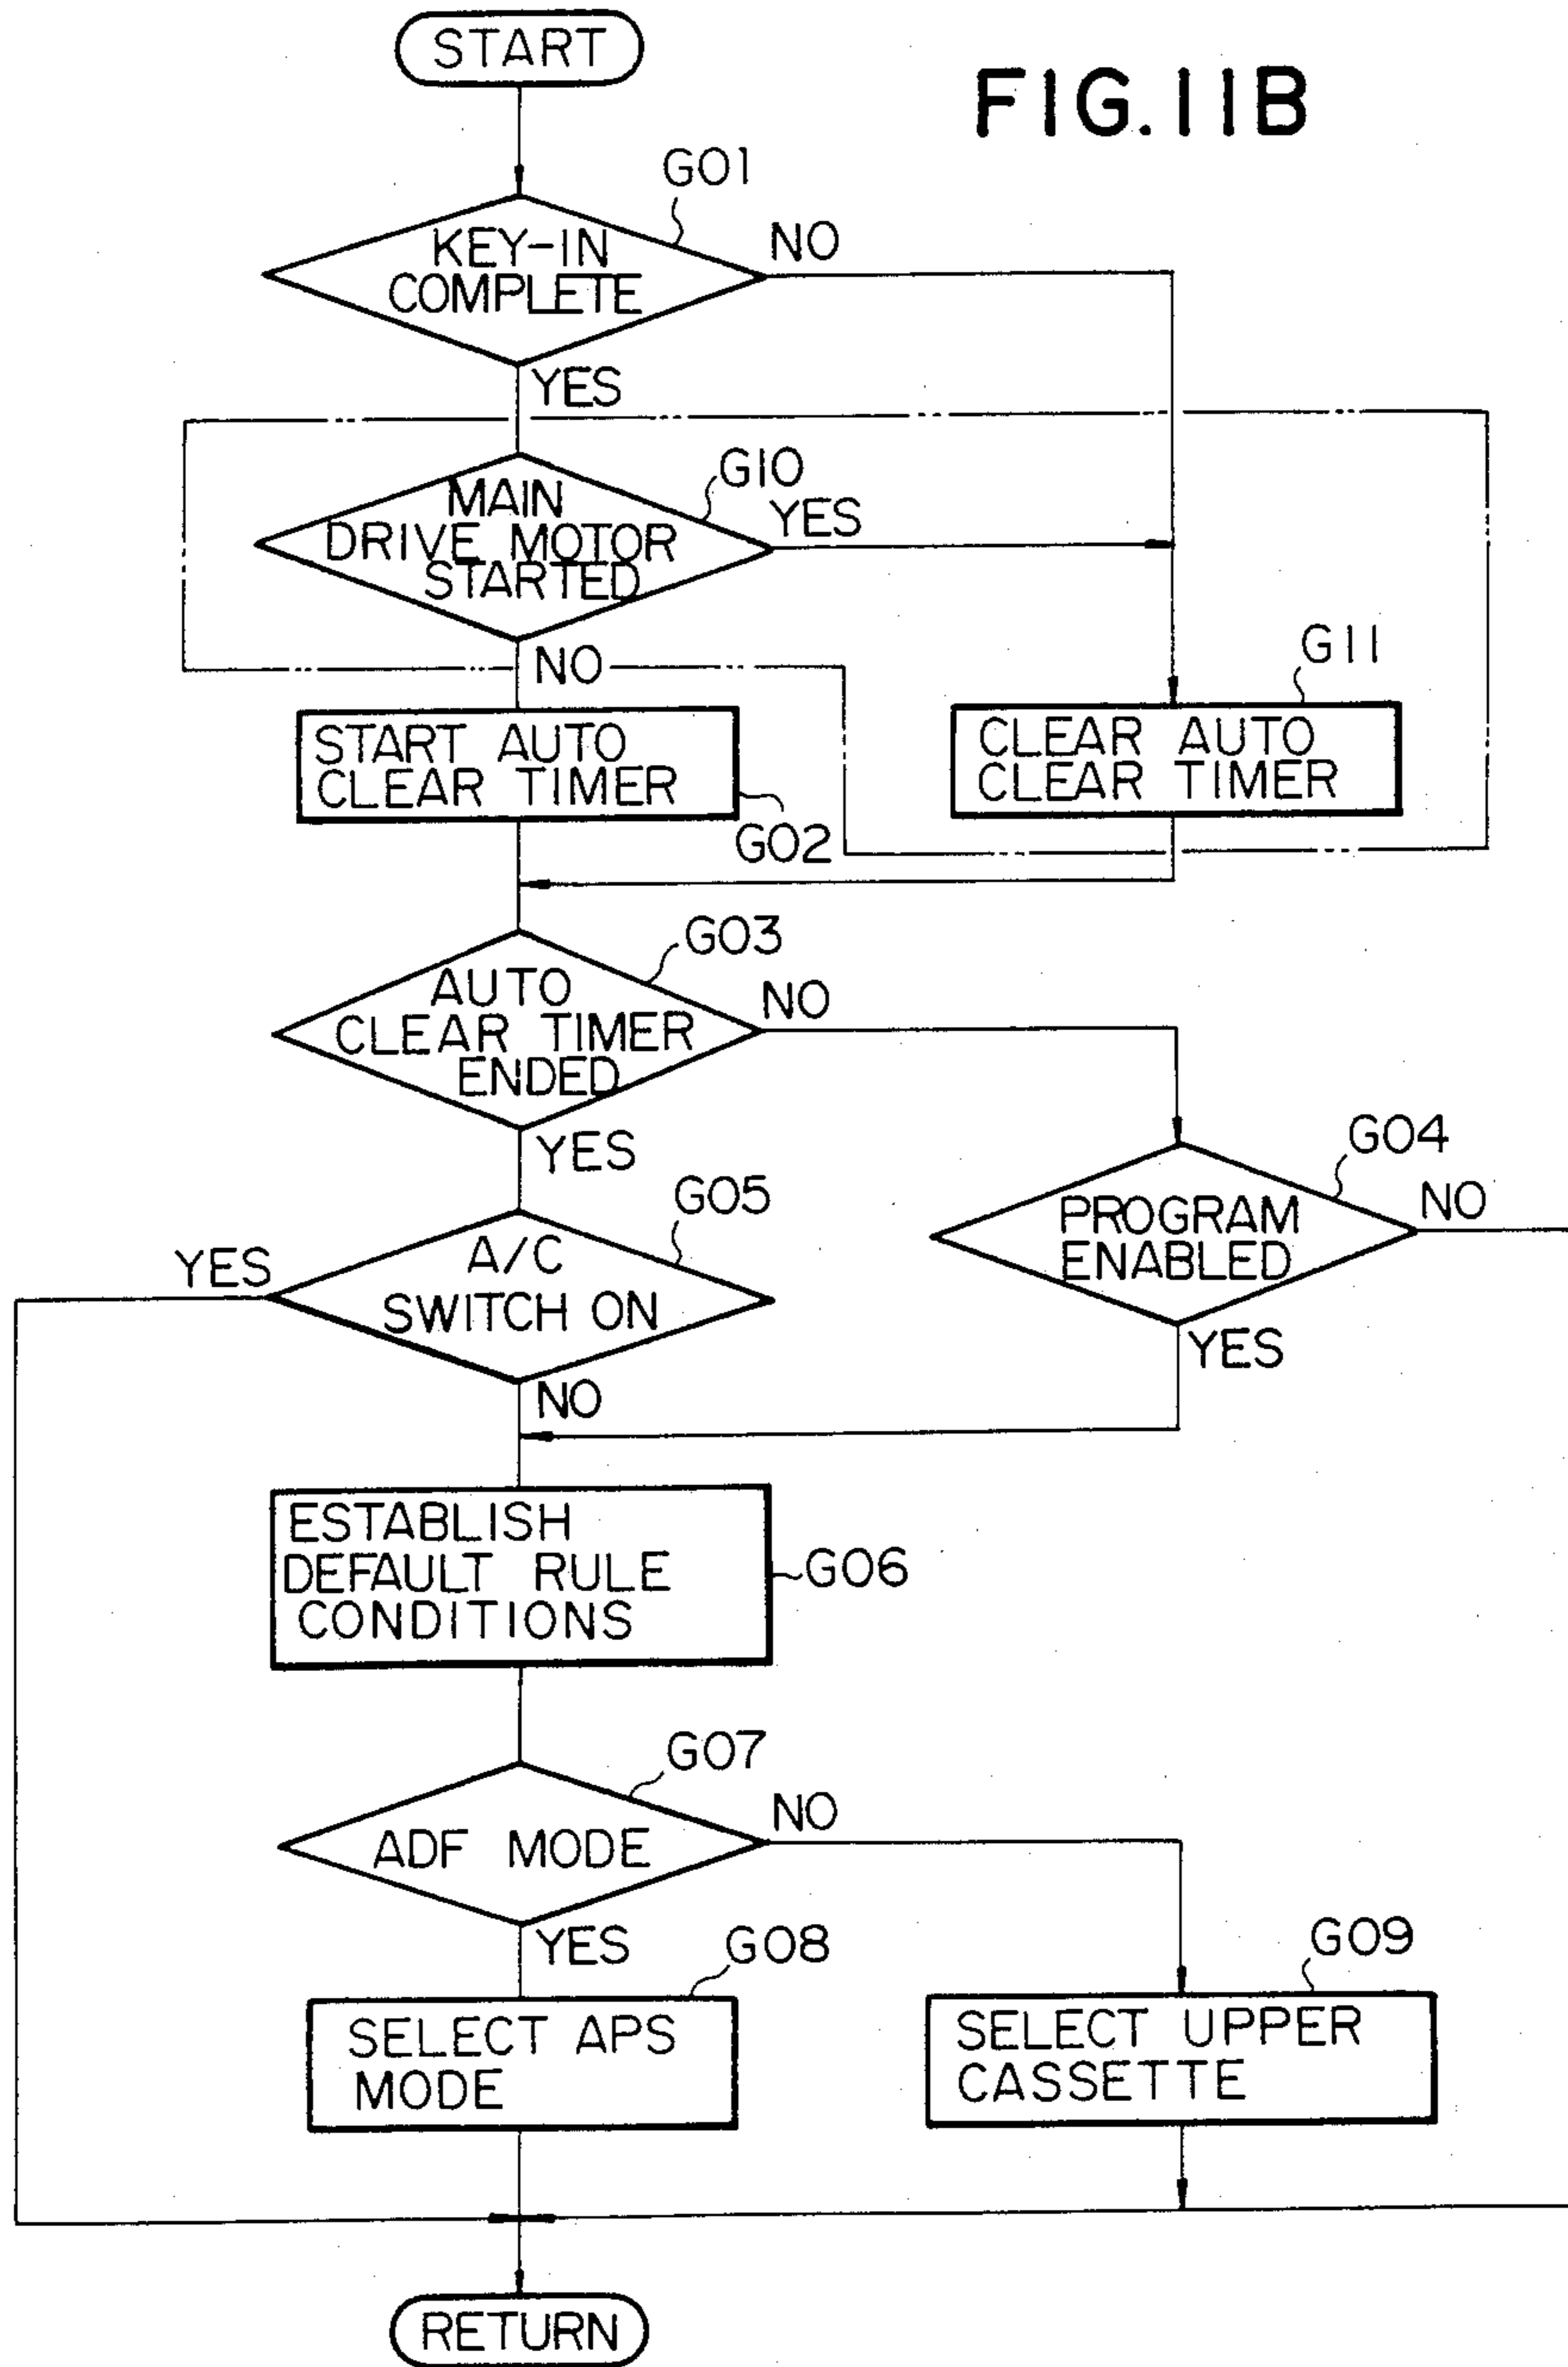 START
FIG.11B
G01
KEY-IN
COMPLETE
NO
YES
G10
MAIN
DRIVE MOTOR
STARTED
YES
NO
G11
START AUTO
CLEAR TIMER
G02
CLEAR AUTO
CLEAR TIMER
G03
AUTO
CLEAR TIMER
ENDED
NO
YES
G04
PROGRAM
ENABLED
NO
YES
G05
A/C
SWITCH ON
YES
NO
ESTABLISH
DEFAULT RULE
CONDITIONS
G06
G07
ADF MODE
NO
YES
G08
SELECT APS
MODE
G09
SELECT UPPER
CASSETTE
RETURN